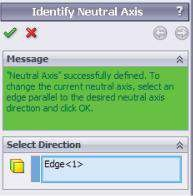 Identify Neutral Axis ?
Message
"Neutral Axis" successfully defined. To
change the current neutral axis, select an
edge parallel to the desired neutral axis
direction and click OK.
Select Direction
Edge<1>